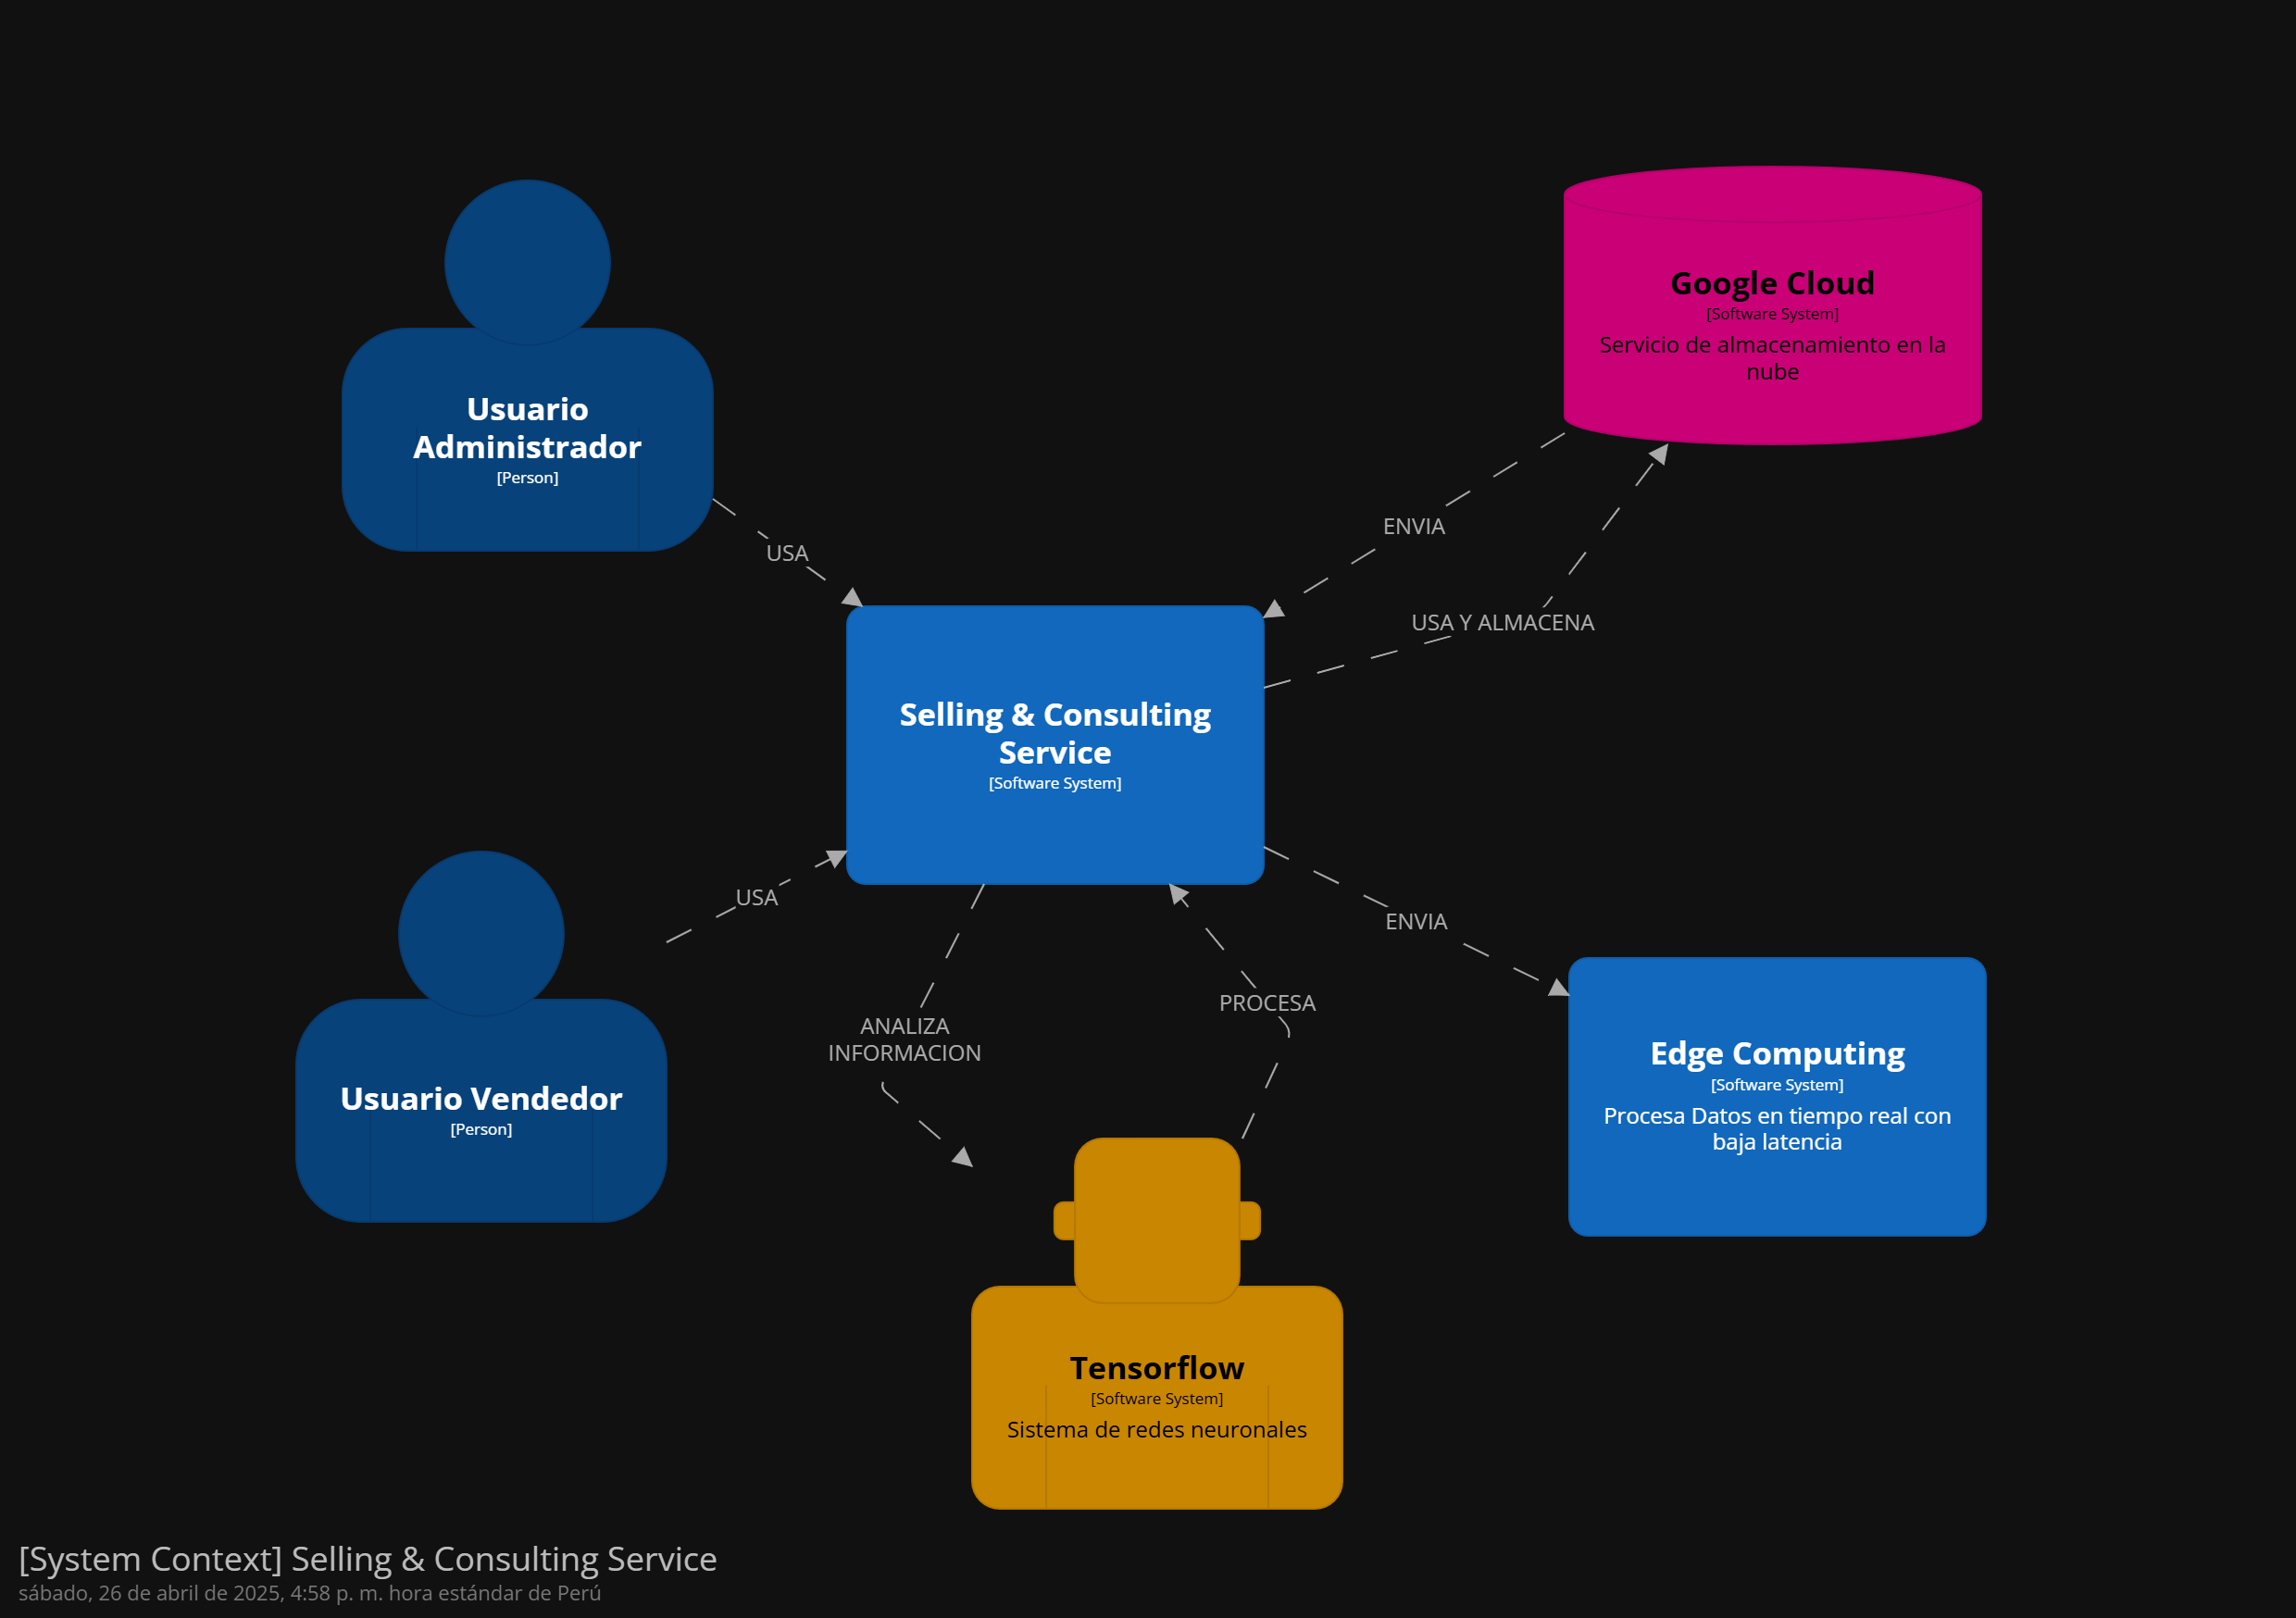 Usuario
Administrador
[Person]
USA
Google Cloud
[Software System]
Servicio de almacenamiento en la
nube
ENVIA
USA Y ALMACENA
Selling & Consulting
Service
[Software System]
USA
Usuario Vendedor
[Person]
ANALIZA
INFORMACION
PROCESA
ENVIA
Edge Computing
[Software System]
Procesa Datos en tiempo real con
baja latencia
Tensorflow
[Software System]
Sistema de redes neuronales
[System Context] Selling & Consulting Service
sábado, 26 de abril de 2025, 4:58 p. m. hora estándar de Perú